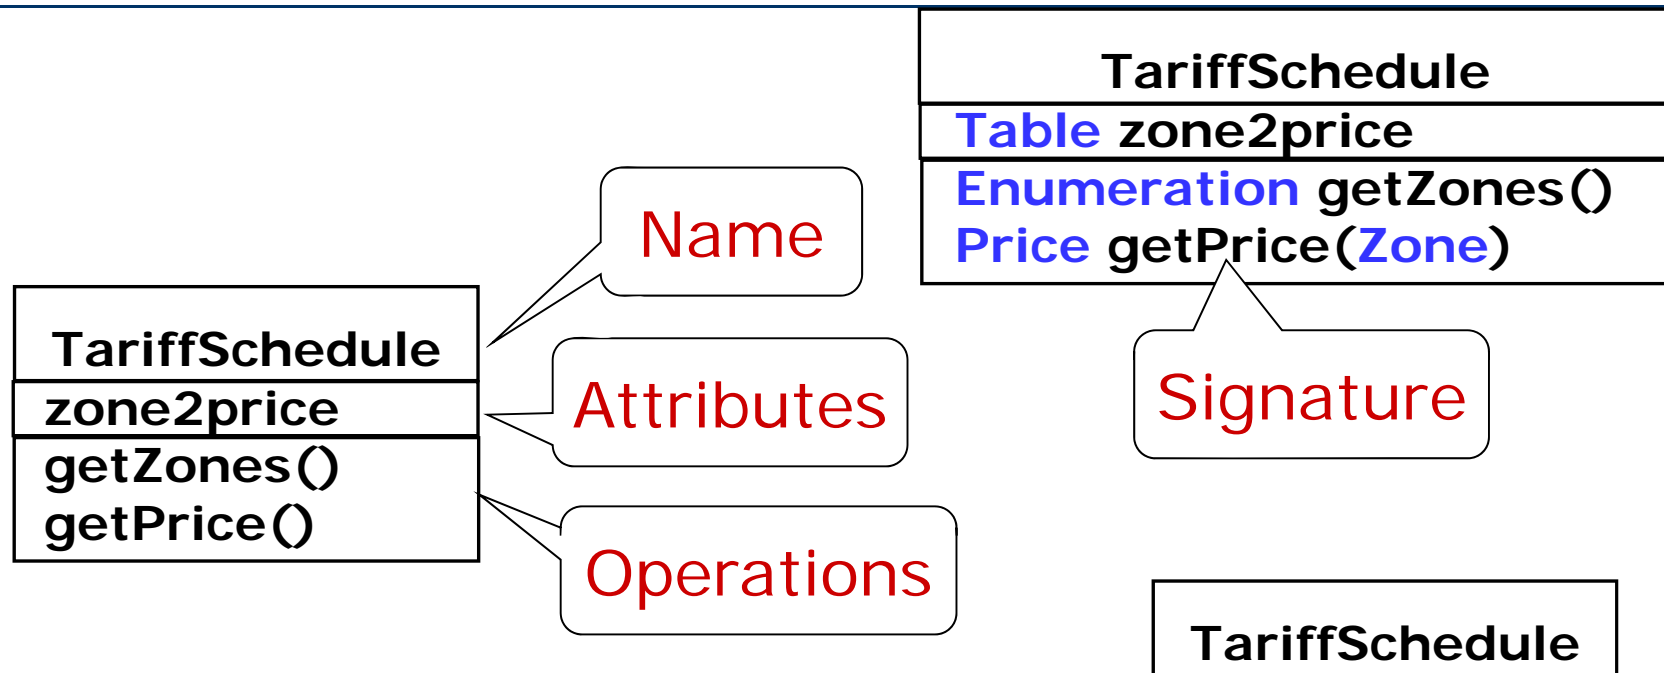 TariffSchedule
Table zone2price
Enumeration getZones()
Price getPrice(Zone)
Name
Signature
TariffSchedule
zone2price
getZones()
getPrice()
Attributes
Operations
TariffSchedule